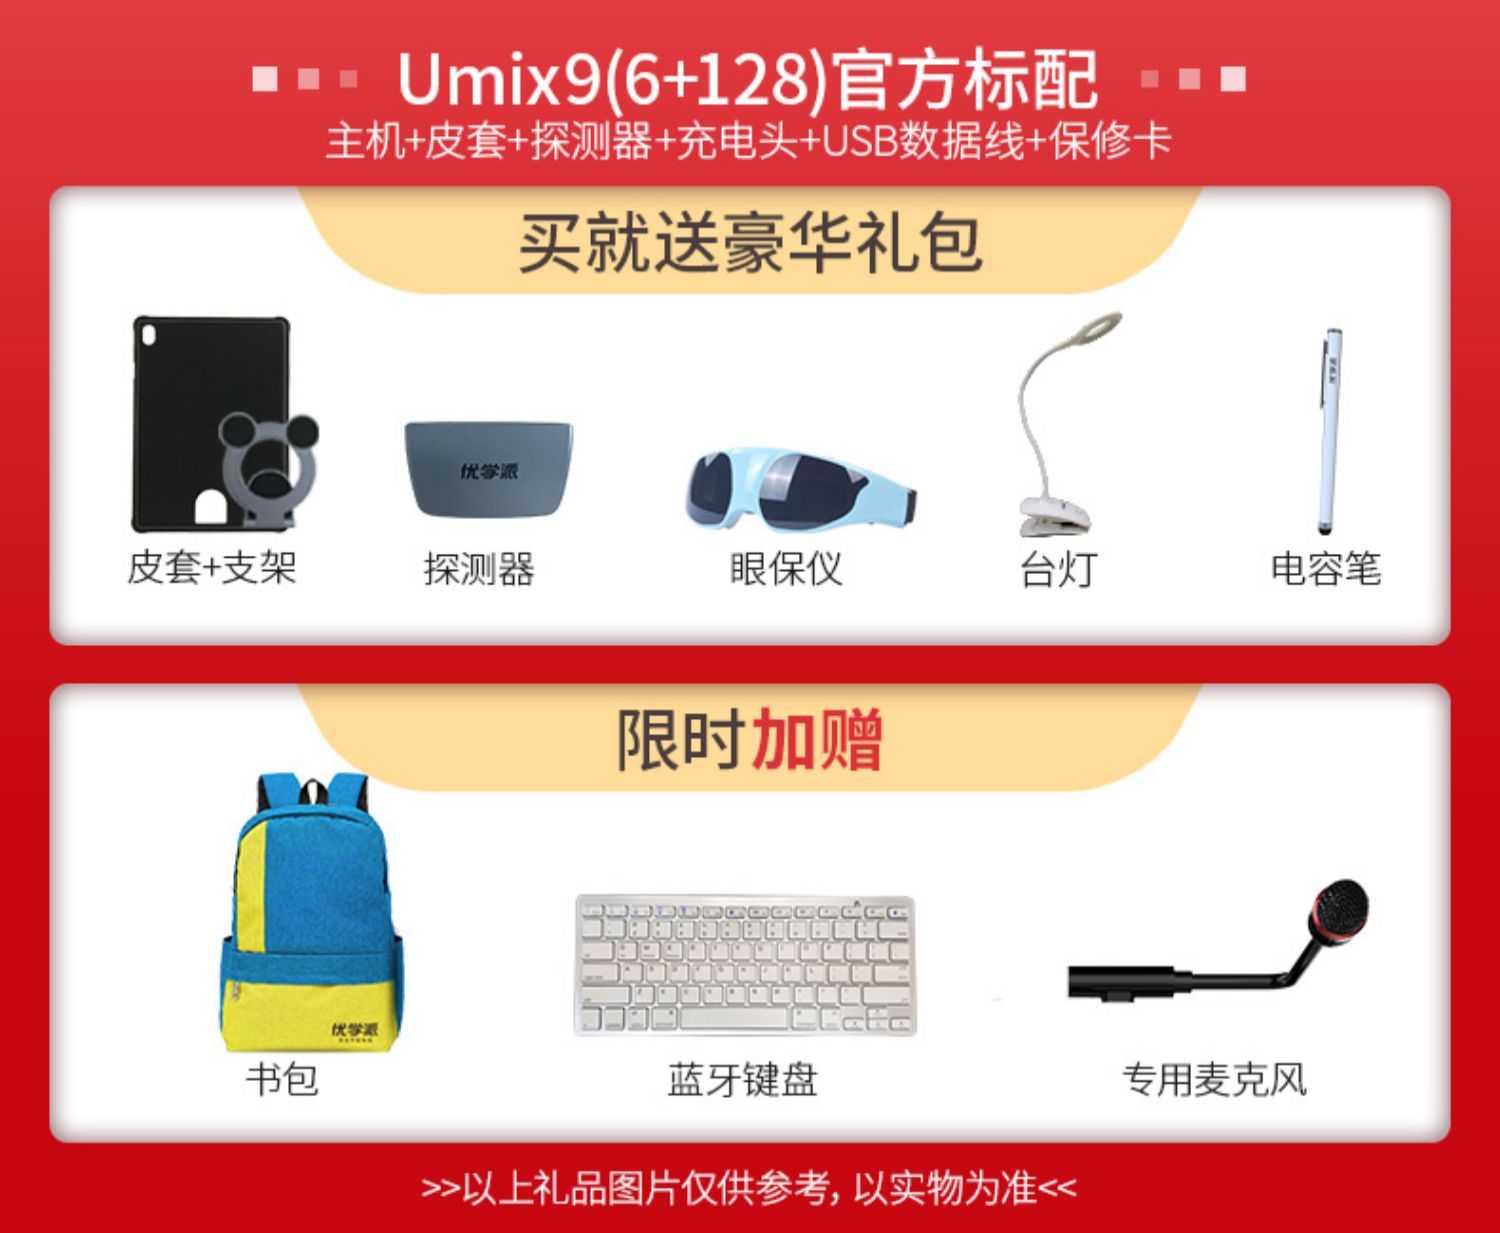 Umix9(6+128)官方标配
主机+皮套+探测器+充电头+USB数据线+保修卡
买就送豪华礼包
优学派
皮套+支架
探测器
眼保仪
台灯
电容笔
限时加赠
优学派
书包
蓝牙键盘
专用麦克风
>>以上礼品图片仅供参考, 以实物为准<<